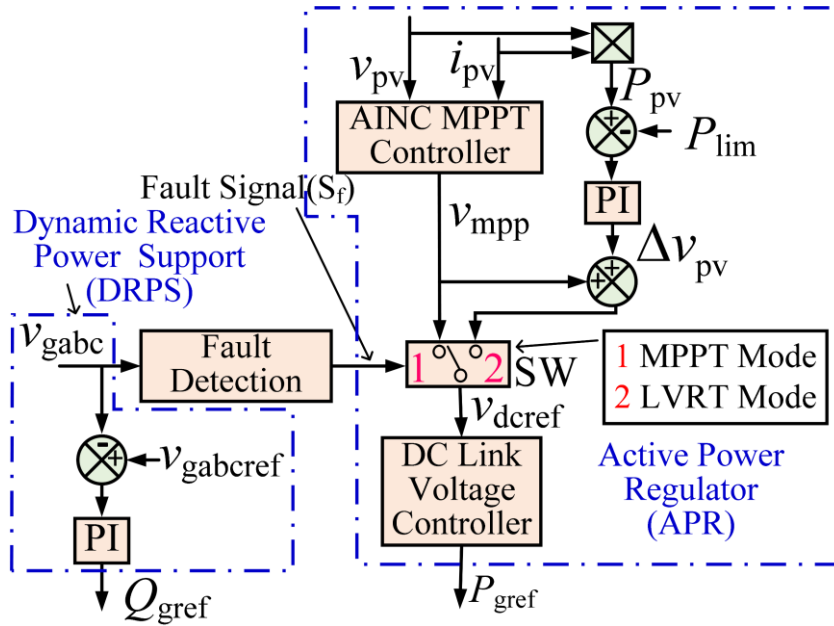 v_pv
i_pv
P_pv
AINC MPPT
Controller
+
-
P_lim
Fault Signal(S_f)
PI
v_mpp
Δv_pv
Dynamic Reactive
Power Support
(DRPS)
+
+
v_gabc
Fault
Detection
1
2
SW
1 MPPT Mode
2 LVRT Mode
v_dcref
-
+
v_gabcref
DC Link
Voltage
Controller
Active Power
Regulator
(APR)
PI
Q_gref
P_gref